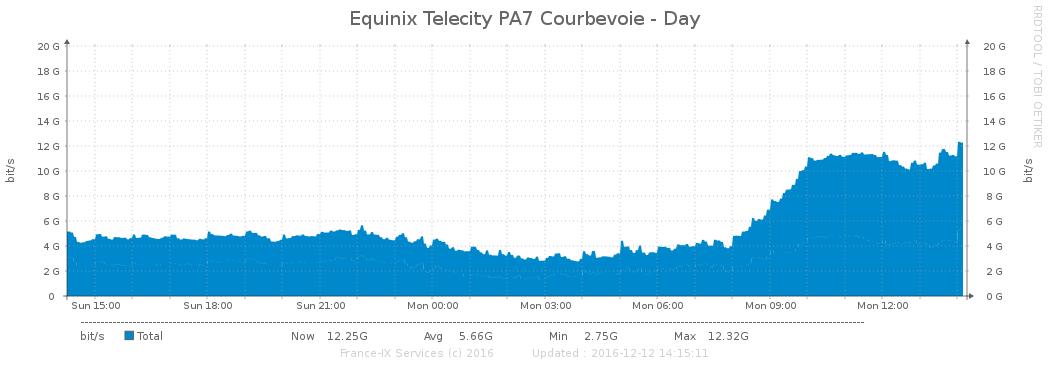 Equinix Telecity PA7 Courbevoie - Day
RRDTOOL / TOBI OETIKER
bit/s
20 G 20 G
18 G 18 G
16 G 16 G
14 G 14 G
12 G 12 G
10 G 10 G
8 G 8 G
6 G 6 G
4 G 4 G
2 G 2 G
0 0 G
bit/s
Sun 15:00 Sun 18:00 Sun 21:00 Mon 00:00 Mon 03:00 Mon 06:00 Mon 09:00 Mon 12:00
bit/s Total Now 12.25G Avg 5.66G Min 2.75G Max 12.32G
France-IX Services (c) 2016 Updated : 2016-12-12 14:15:11